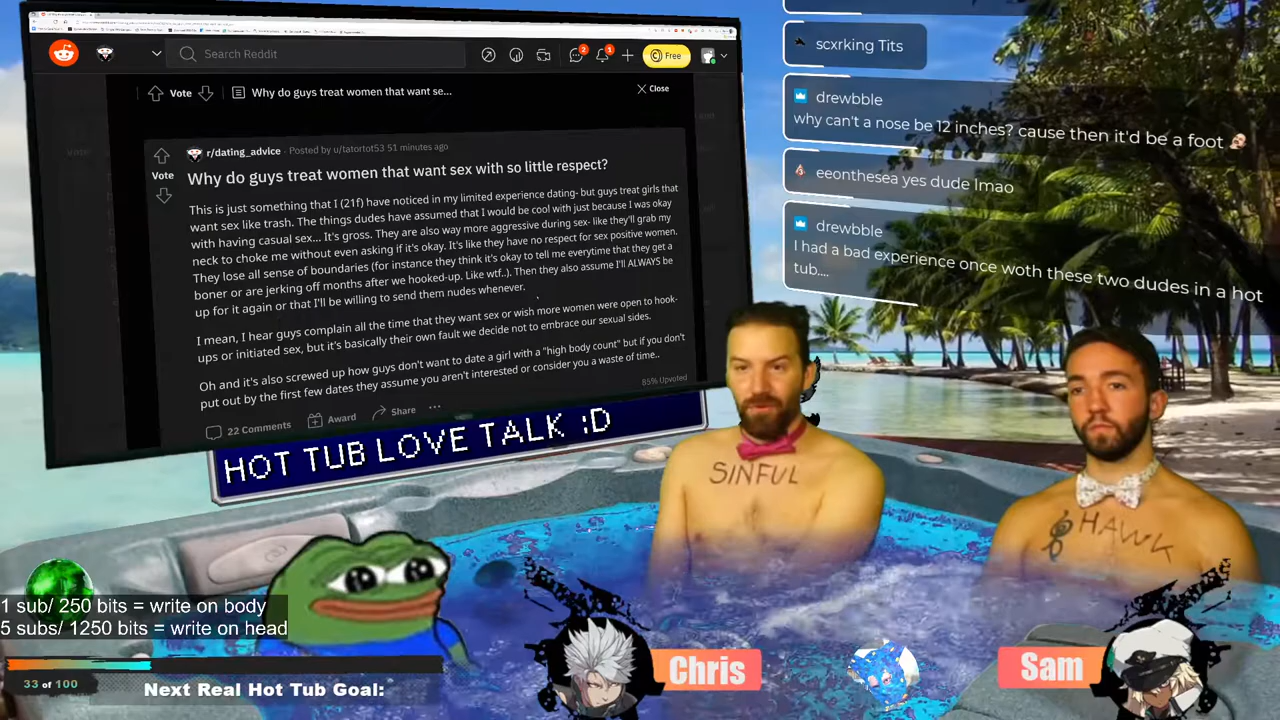 Search Reddit
2
1
Free
Vote
Why do guys treat women that want se...
Close
r/dating_advice · Posted by u/tatortot53 51 minutes ago
Vote
Why do guys treat women that want sex with so little respect?
This is just something that I (21f) have noticed in my limited experience dating- but guys treat girls that
want sex like trash. The things dudes have assumed that I would be cool with just because I was okay
with having casual sex... It's gross. They are also way more aggressive during sex- like they'll grab my
neck to choke me without even asking if it's okay. It's like they have no respect for sex positive women.
They lose all sense of boundaries (for instance they think it's okay to tell me everytime that they get a
boner or are jerking off months after we hooked-up. Like wtf..). Then they also assume I'll ALWAYS be
up for it again or that I'll be willing to send them nudes whenever.
I mean, I hear guys complain all the time that they want sex or wish more women were open to hook-
ups or initiated sex, but it's basically their own fault we decide not to embrace our sexual sides.
Oh and it's also screwed up how guys don't want to date a girl with a "high body count" but if you don't
put out by the first few dates they assume you aren't interested or consider you a waste of time..
85% Upvoted
22 Comments
Award
Share
HOT TUB LOVE TALK :D
scxrking Tits
drewbble
why can't a nose be 12 inches? cause then it'd be a foot
eeonthesea yes dude lmao
drewbble
I had a bad experience once woth these two dudes in a hot
tub....
SINFUL
HAWK
1 sub/ 250 bits = write on body
5 subs/ 1250 bits = write on head
33 of 100
Next Real Hot Tub Goal:
Chris
Sam